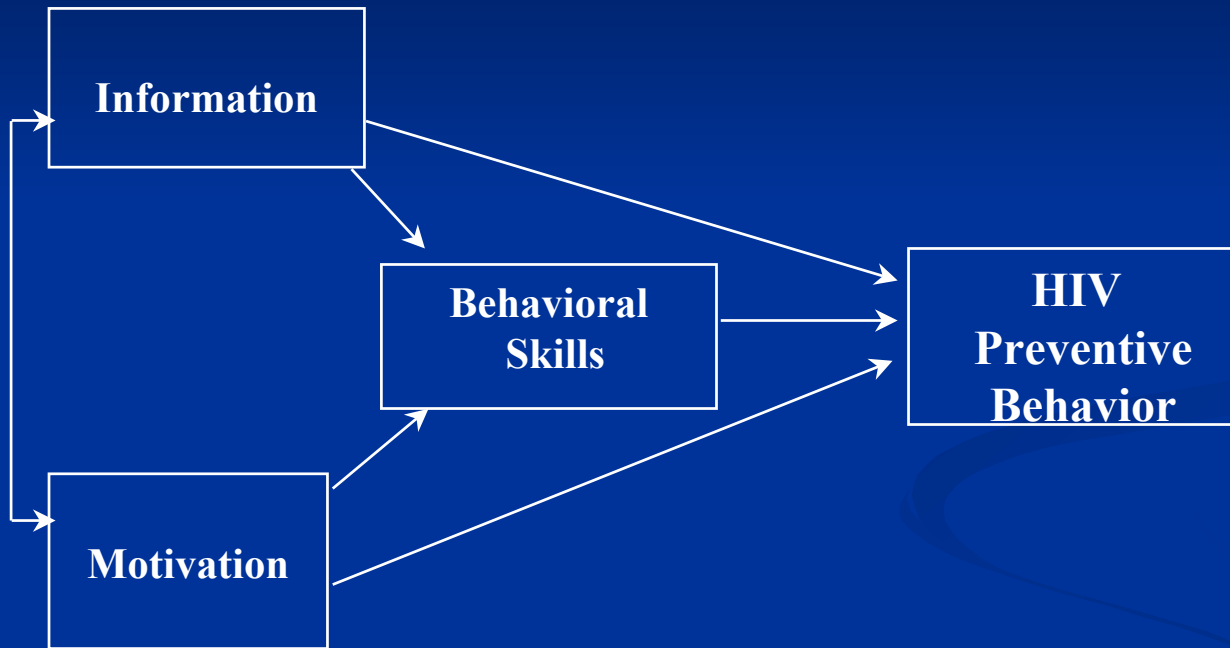 Information
Behavioral
Skills
HIV
Preventive
Behavior
Motivation